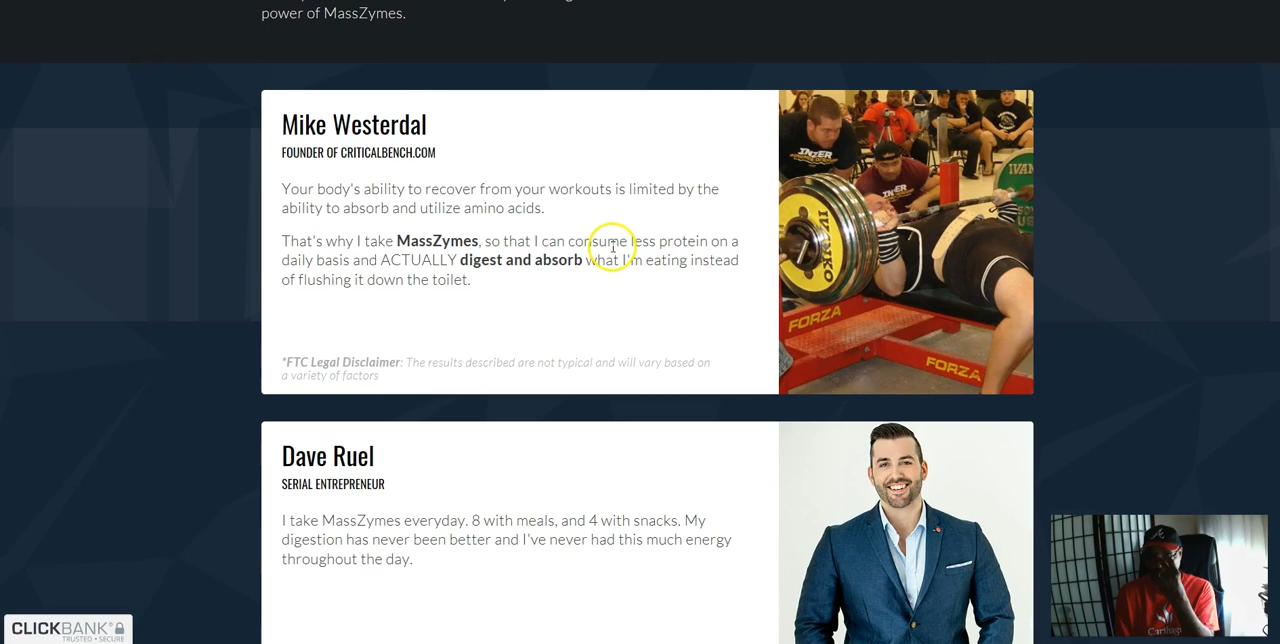 power of MassZymes.
Mike Westerdal
FOUNDER OF CRITICALBENCH.COM
Your body's ability to recover from your workouts is limited by the
ability to absorb and utilize amino acids.
That's why I take MassZymes, so that I can consume less protein on a
daily basis and ACTUALLY digest and absorb what I'm eating instead
of flushing it down the toilet.
*FTC Legal Disclaimer: The results described are not typical and will vary based on
a variety of factors
INZER
IVANKO
IVAN
FORZA
FORZA
Dave Ruel
SERIAL ENTREPRENEUR
I take MassZymes everyday. 8 with meals, and 4 with snacks. My
digestion has never been better and I've never had this much energy
throughout the day.
CLICKBANK
TRUSTED • SECURE
A